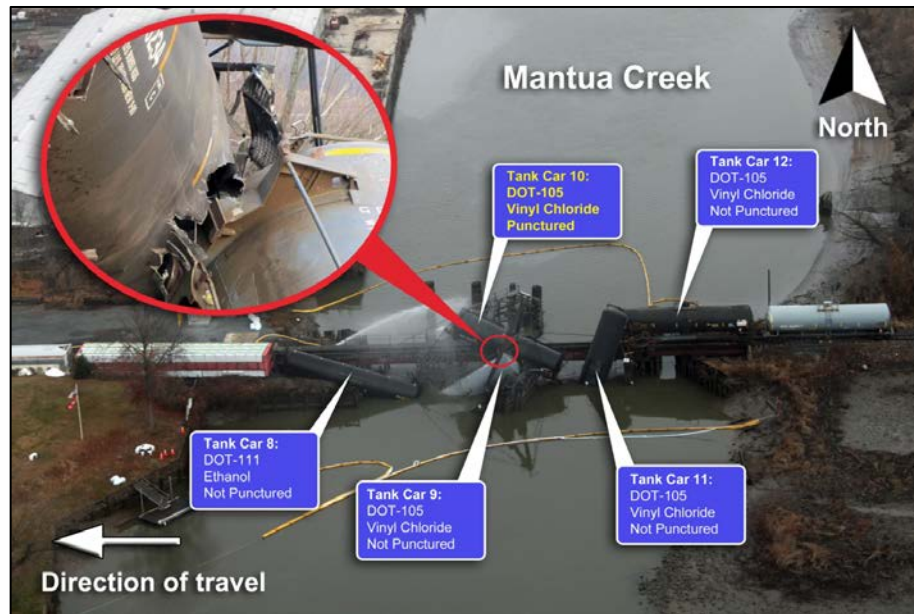 Mantua Creek
North
Tank Car 12:
DOT-105
Vinyl Chloride
Not Punctured
Tank Car 10:
DOT-105
Vinyl Chloride
Punctured
Tank Car 8:
DOT-111
Ethanol
Not Punctured
Tank Car 9:
DOT-105
Vinyl Chloride
Not Punctured
Tank Car 11:
DOT-105
Vinyl Chloride
Not Punctured
Direction of travel